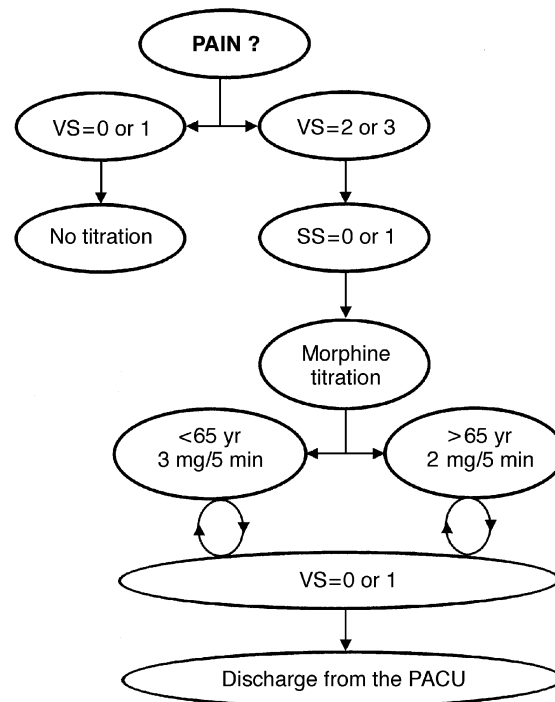 PAIN ?
VS=0 or 1
VS=2 or 3
No titration
SS=0 or 1
Morphine
titration
<65 yr
3 mg/5 min
>65 yr
2 mg/5 min
VS=0 or 1
Discharge from the PACU